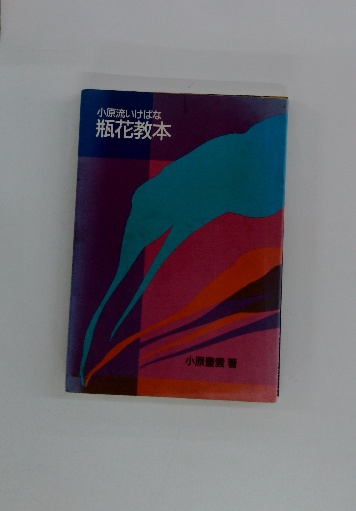 小原流いけばな
瓶花教本
小原豊雲 著